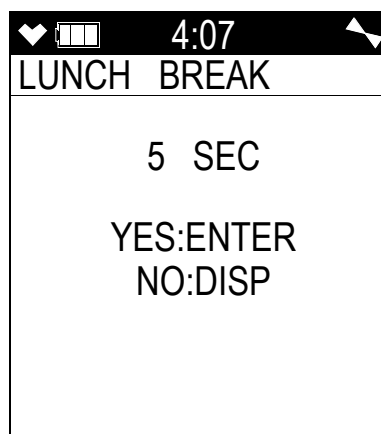 4:07
LUNCH BREAK
5 SEC
YES:ENTER
NO:DISP